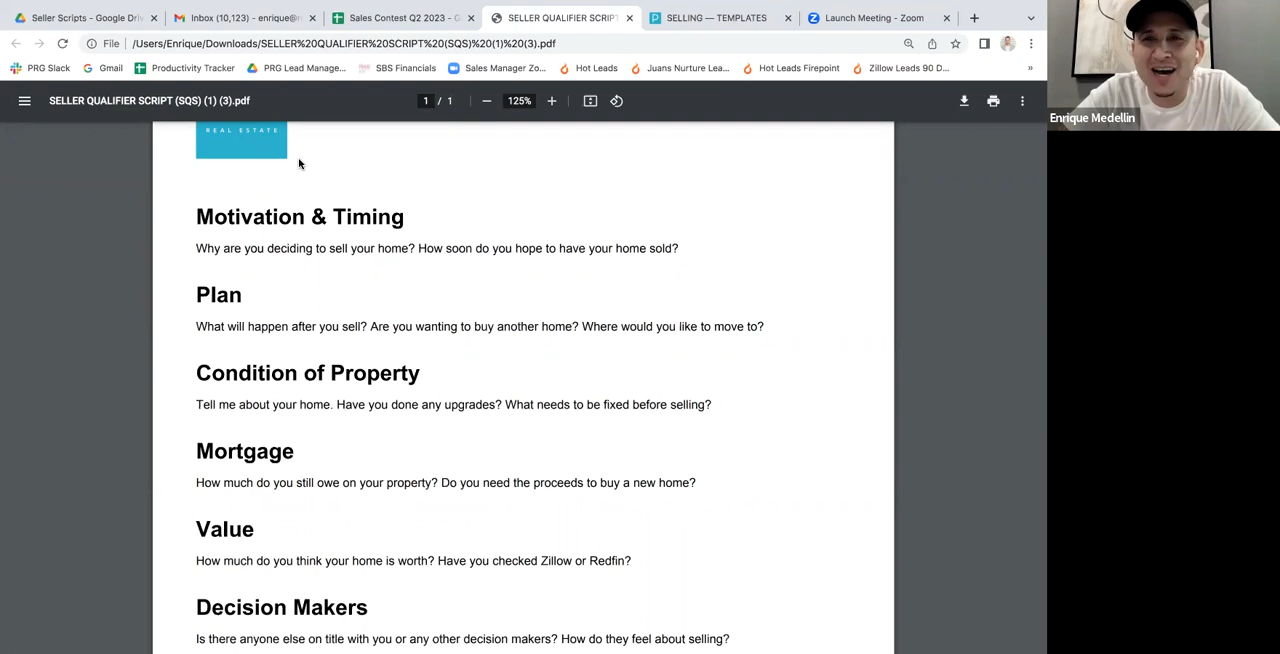 Seller Scripts - Google Driv
Inbox (10,123) - enrique@r
Sales Contest Q2 2023 - G
SELLER QUALIFIER SCRIPT
SELLING — TEMPLATES
Launch Meeting - Zoom
File
/Users/Enrique/Downloads/SELLER%20QUALIFIER%20SCRIPT%20(SQS)%20(1)%20(3).pdf
PRG Slack
Gmail
Productivity Tracker
PRG Lead Manage...
SBS Financials
Sales Manager Zo...
Hot Leads
Juans Nurture Lea...
Hot Leads Firepoint
Zillow Leads 90 D...
»
SELLER QUALIFIER SCRIPT (SQS) (1) (3).pdf
1 / 1
125%
Enrique Medellin
REAL ESTATE
Motivation & Timing
Why are you deciding to sell your home? How soon do you hope to have your home sold?
Plan
What will happen after you sell? Are you wanting to buy another home? Where would you like to move to?
Condition of Property
Tell me about your home. Have you done any upgrades? What needs to be fixed before selling?
Mortgage
How much do you still owe on your property? Do you need the proceeds to buy a new home?
Value
How much do you think your home is worth? Have you checked Zillow or Redfin?
Decision Makers
Is there anyone else on title with you or any other decision makers? How do they feel about selling?